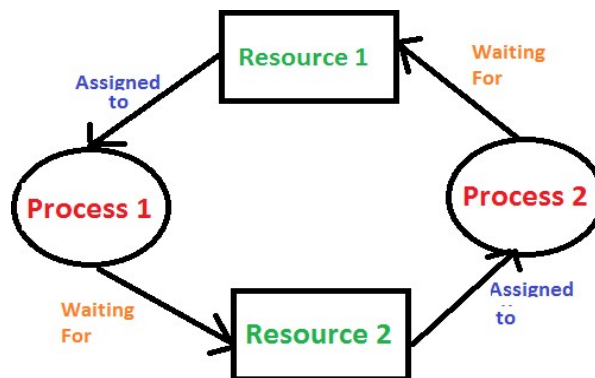 Resource 1
Waiting
For
Assigned
to
Process 1
Process 2
Waiting
For
Resource 2
Assigned
to